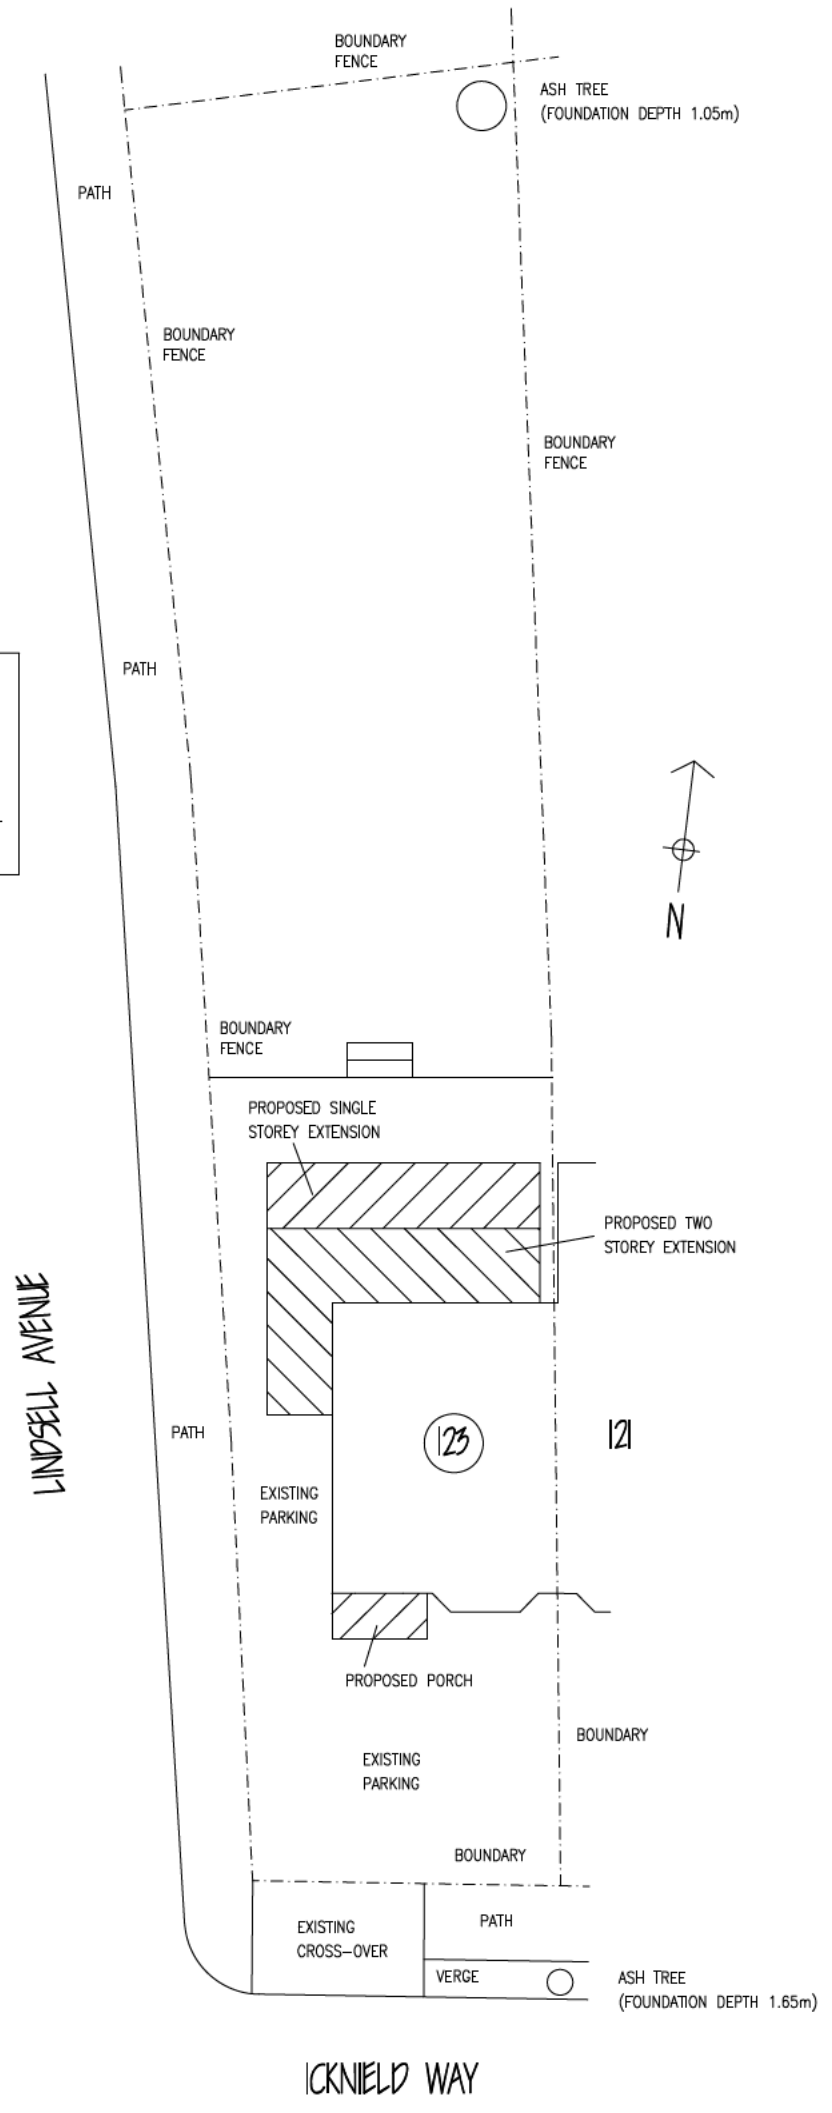 BOUNDARY
FENCE
ASH TREE
(FOUNDATION DEPTH 1.05m)
PATH
BOUNDARY
FENCE
BOUNDARY
FENCE
PATH
N
BOUNDARY
FENCE
PROPOSED SINGLE
STOREY EXTENSION
PROPOSED TWO
STOREY EXTENSION
LINDSELL AVENUE
PATH
123
121
EXISTING
PARKING
PROPOSED PORCH
BOUNDARY
EXISTING
PARKING
BOUNDARY
EXISTING
CROSS-OVER
PATH
VERGE
ASH TREE
(FOUNDATION DEPTH 1.65m)
ICKNIELD WAY